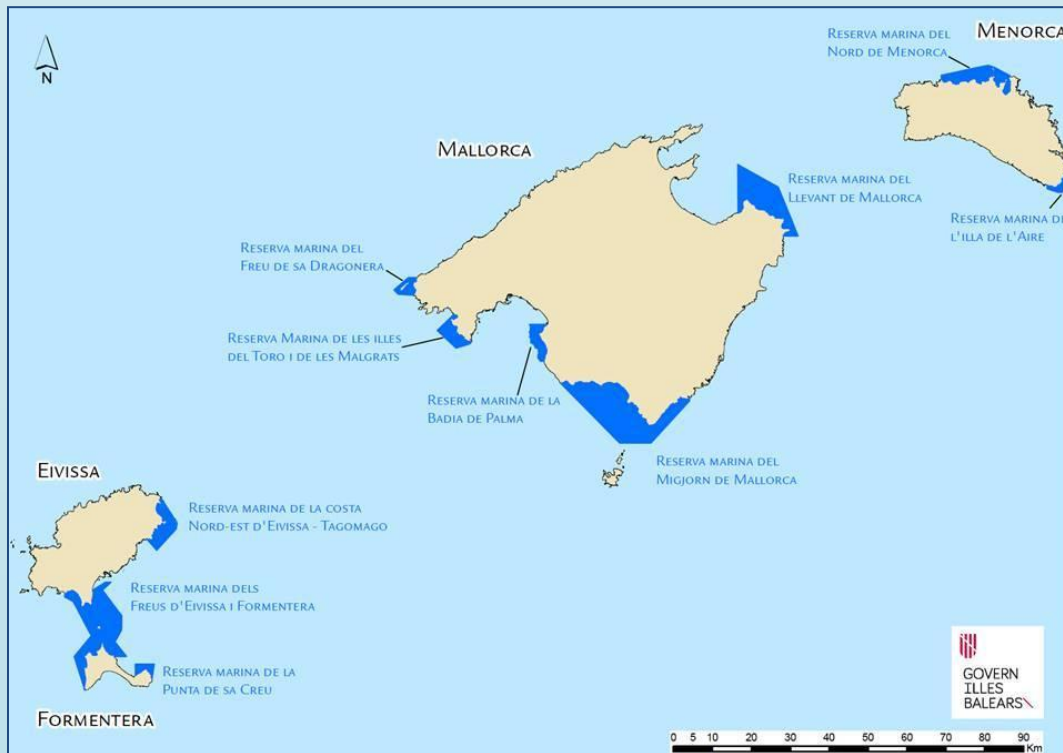 Reserva marina del
Nord de Menorca
Menorca
N
Mallorca
Reserva marina del
Llevant de Mallorca
Reserva marina de
l'illa de l'Aire
Reserva marina del
Freu de sa Dragonera
Reserva Marina de les illes
del Toro i de les Malgrats
Reserva marina de la
Badia de Palma
Reserva marina del
Migjorn de Mallorca
Eivissa
Reserva marina de la costa
Nord-est d'Eivissa - Tagomago
Reserva marina dels
Freus d'Eivissa i Formentera
Reserva marina de la
Punta de sa Creu
Formentera
GOVERN
ILLES
BALEARS
0 5 10 20 30 40 50 60 70 80 90
Km